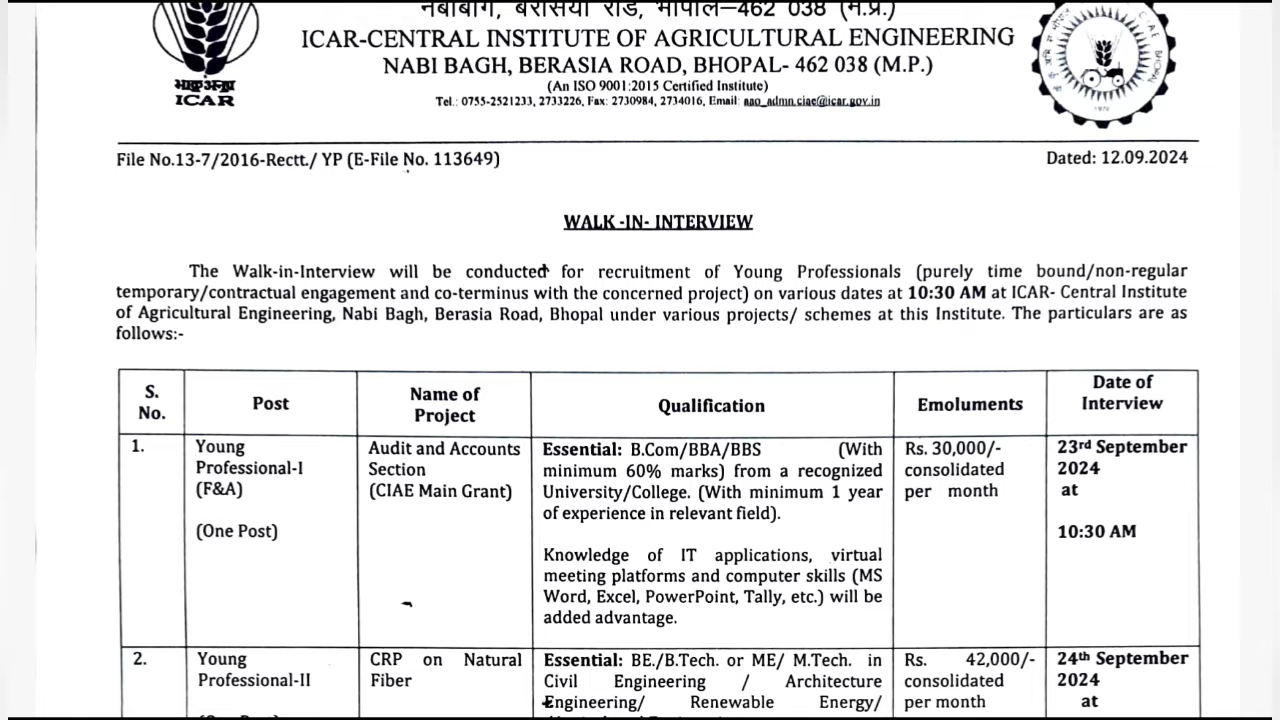 नबीबाग, बैरसिया रोड, भोपाल–462 038 (म.प्र.)
ICAR-CENTRAL INSTITUTE OF AGRICULTURAL ENGINEERING
NABI BAGH, BERASIA ROAD, BHOPAL- 462 038 (M.P.)
(An ISO 9001:2015 Certified Institute)
Tel.: 0755-2521233, 2733226, Fax: 2730984, 2734016, Email: aao_admn.ciae@icar.gov.in
भाकृअनुप
ICAR
1976
File No.13-7/2016-Rectt./ YP (E-File No. 113649)
Dated: 12.09.2024
WALK -IN- INTERVIEW
The Walk-in-Interview will be conducted for recruitment of Young Professionals (purely time bound/non-regular
temporary/contractual engagement and co-terminus with the concerned project) on various dates at 10:30 AM at ICAR- Central Institute
of Agricultural Engineering, Nabi Bagh, Berasia Road, Bhopal under various projects/ schemes at this Institute. The particulars are as
follows:-
S.
No.
Post
Name of
Project
Qualification
Emoluments
Date of
Interview
1.
Young
Professional-I
(F&A)
(One Post)
Audit and Accounts
Section
(CIAE Main Grant)
Essential: B.Com/BBA/BBS (With
minimum 60% marks) from a recognized
University/College. (With minimum 1 year
of experience in relevant field).
Knowledge of IT applications, virtual
meeting platforms and computer skills (MS
Word, Excel, PowerPoint, Tally, etc.) will be
added advantage.
Rs. 30,000/-
consolidated
per month
23rd September
2024
at
10:30 AM
2.
Young
Professional-II
CRP on Natural
Fiber
Essential: BE./B.Tech. or ME/ M.Tech. in
Civil Engineering / Architecture
Engineering/ Renewable Energy/
Rs. 42,000/-
consolidated
per month
24th September
2024
at